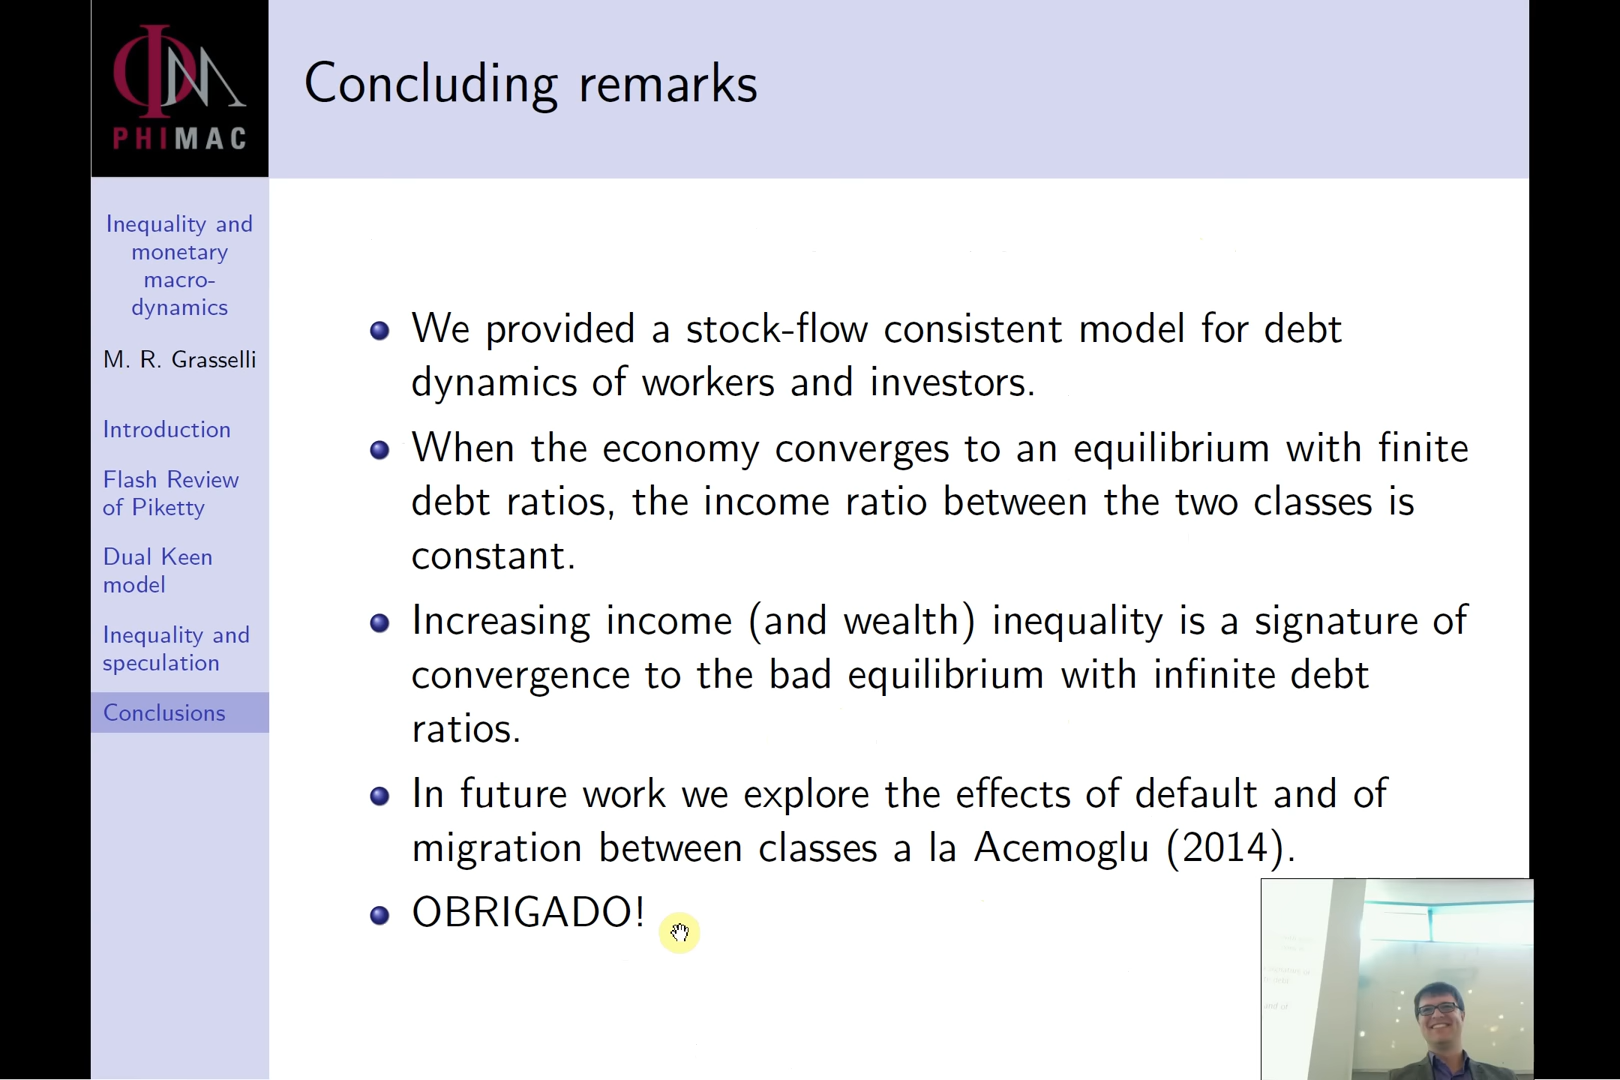 PHIMAC
Concluding remarks
Inequality and
monetary
macro-
dynamics
M. R. Grasselli
Introduction
Flash Review
of Piketty
Dual Keen
model
Inequality and
speculation
Conclusions
We provided a stock-flow consistent model for debt
dynamics of workers and investors.
When the economy converges to an equilibrium with finite
debt ratios, the income ratio between the two classes is
constant.
Increasing income (and wealth) inequality is a signature of
convergence to the bad equilibrium with infinite debt
ratios.
In future work we explore the effects of default and of
migration between classes a la Acemoglu (2014).
OBRIGADO!